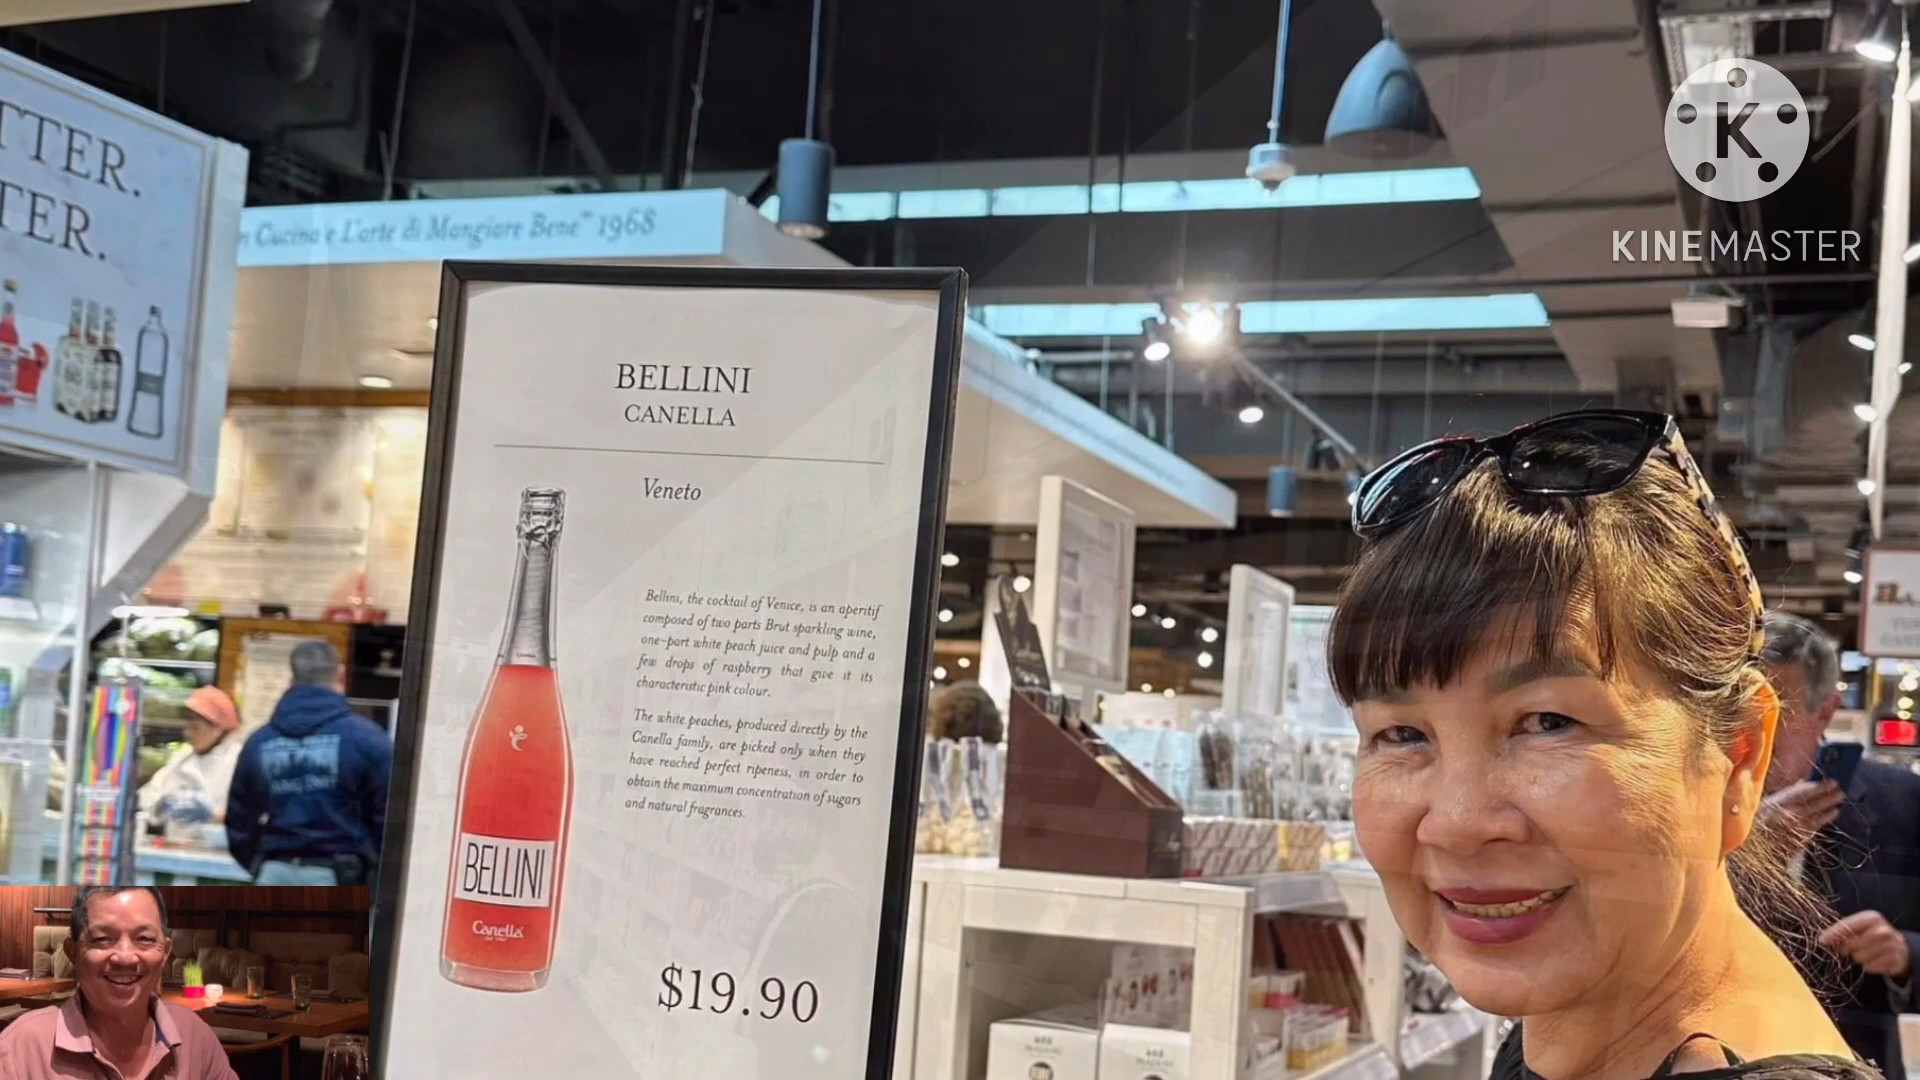 TTER.
TER.
n Cucina e L'arte di Mangiare Bene™ 1968
KINEMASTER
BELLINI
CANELLA
Veneto
Bellini, the cocktail of Venice, is an aperitif
composed of two parts Brut sparkling wine,
one-part white peach juice and pulp and a
few drops of raspberry that give it its
characteristic pink colour.
The white peaches, produced directly by the
Canella family, are picked only when they
have reached perfect ripeness, in order to
obtain the maximum concentration of sugars
and natural fragrances.
BELLINI
Canella
$19.90